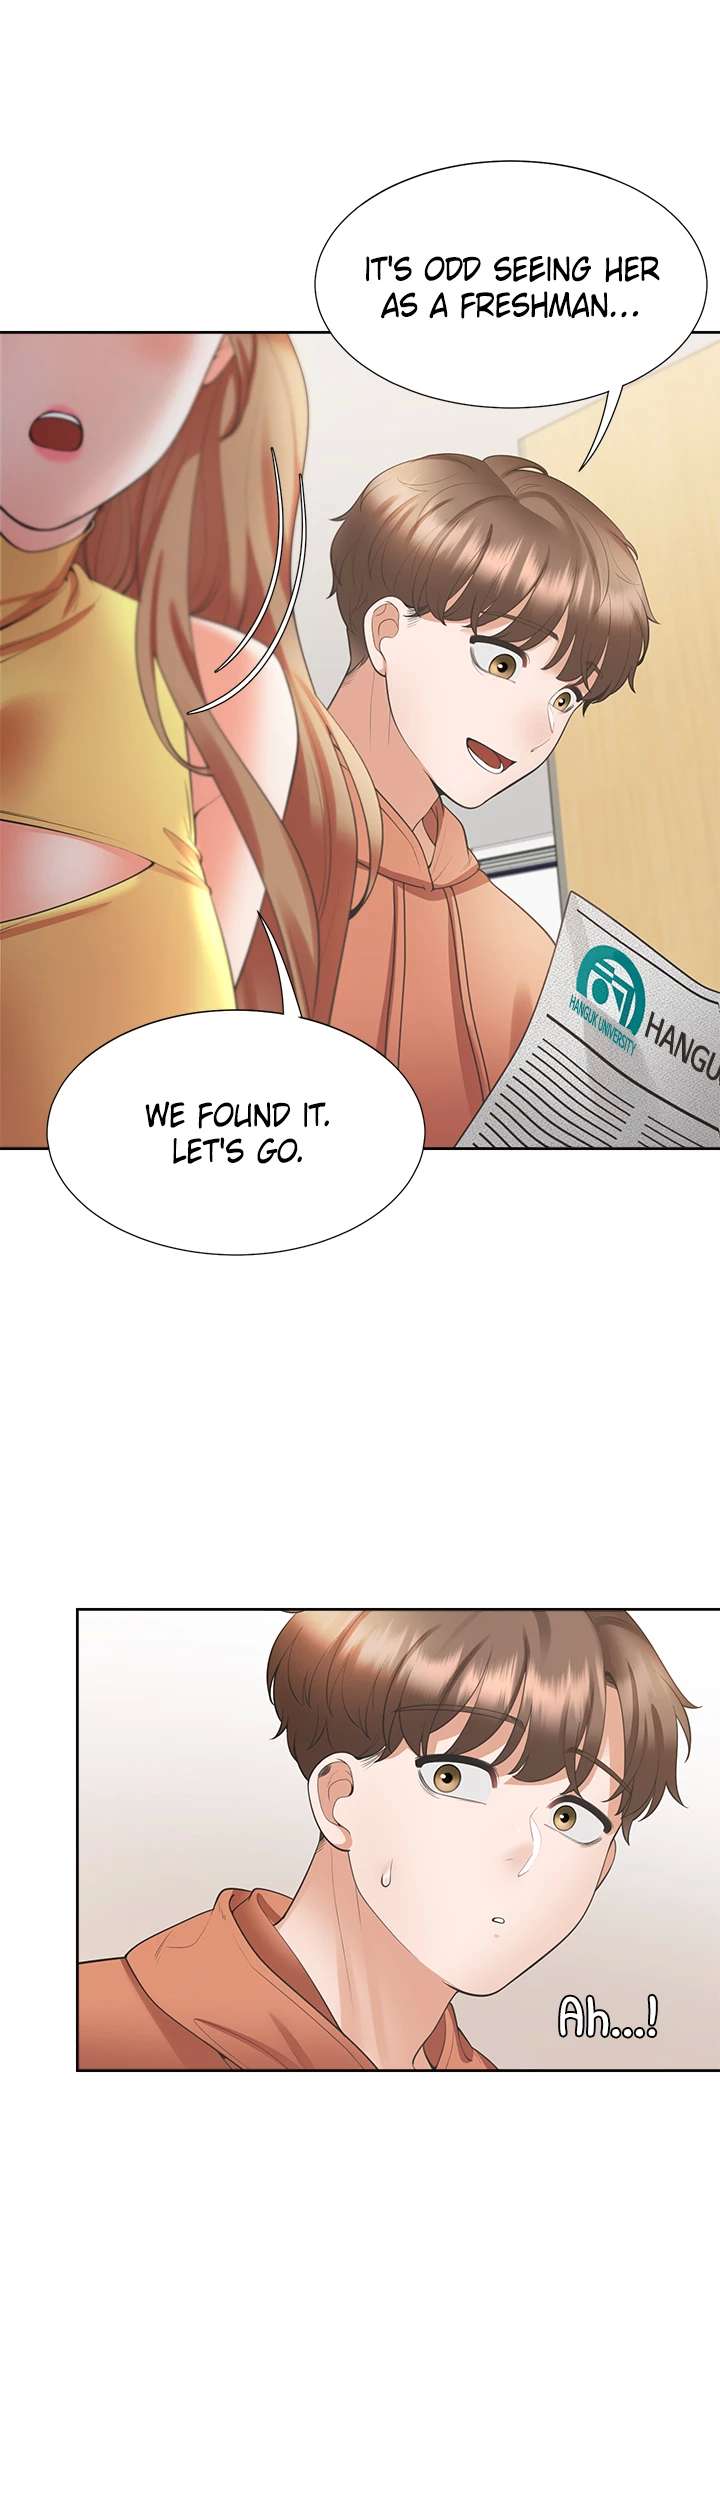 IT'S ODD SEEING HER
AS A FRESHMAN...
HANGUK UNIVERSITY
HANGU
WE FOUND IT.
LET'S GO.
Ah...!